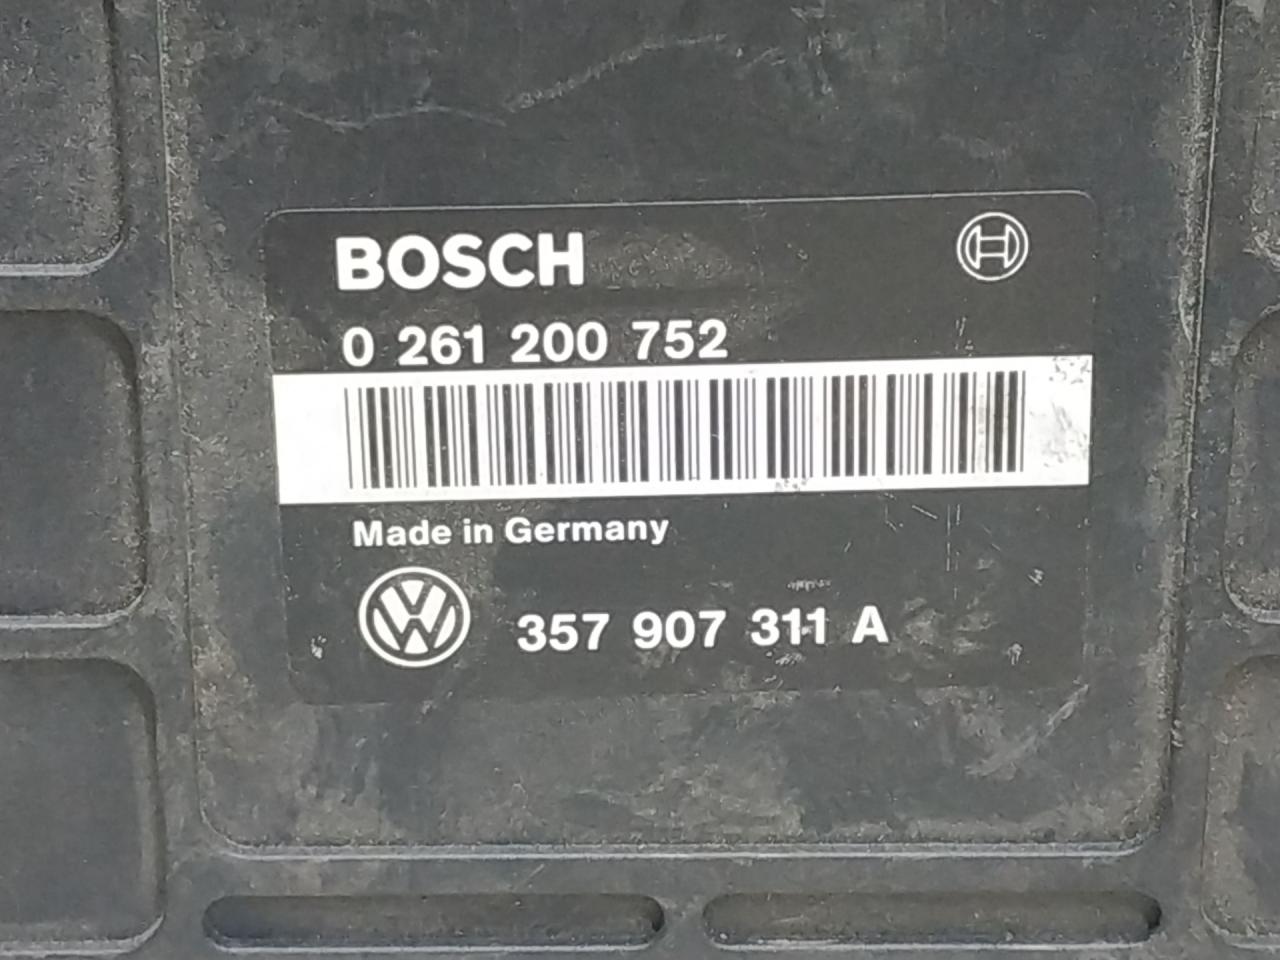 BOSCH
0 261 200 752
Made in Germany
357 907 311 A